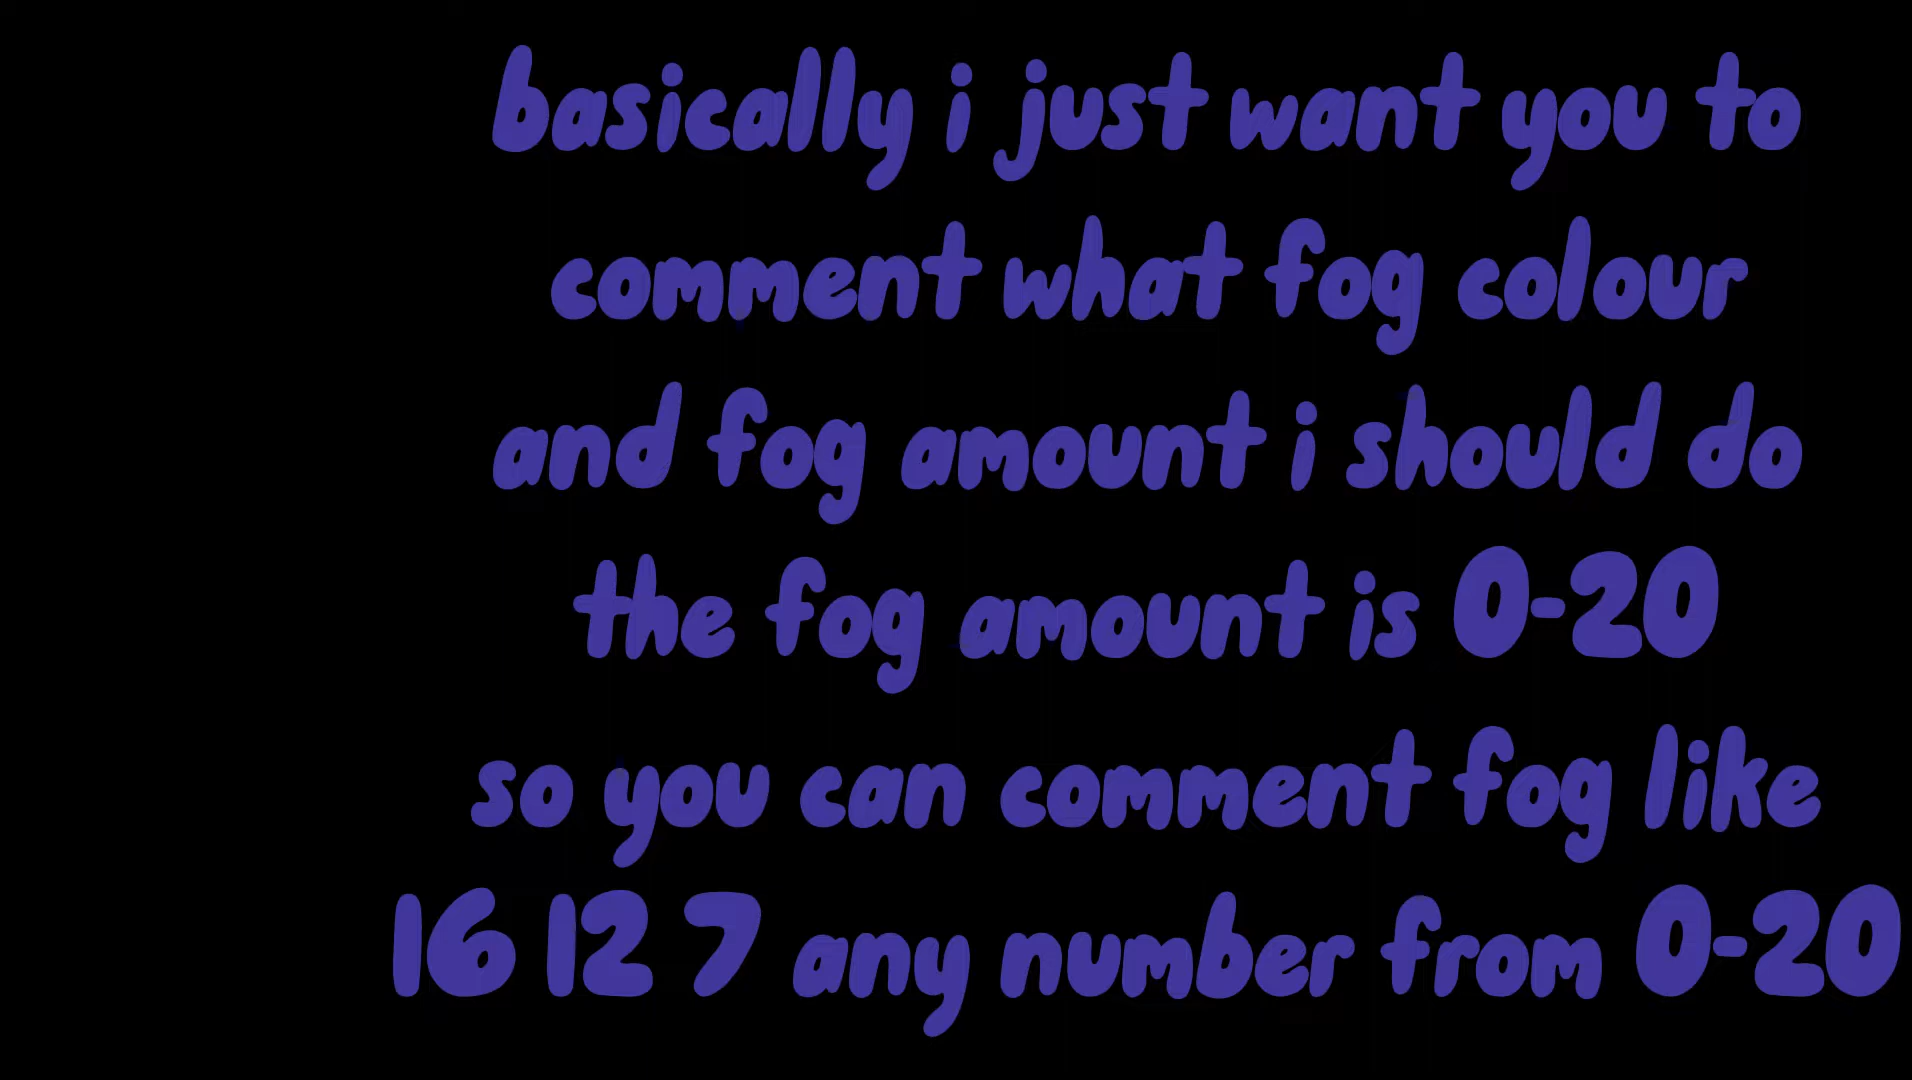 basically i just want you to
comment what fog colour
and fog amount i should do
the fog amount is 0-20
so you can comment fog like
16 12 7 any number from 0-20